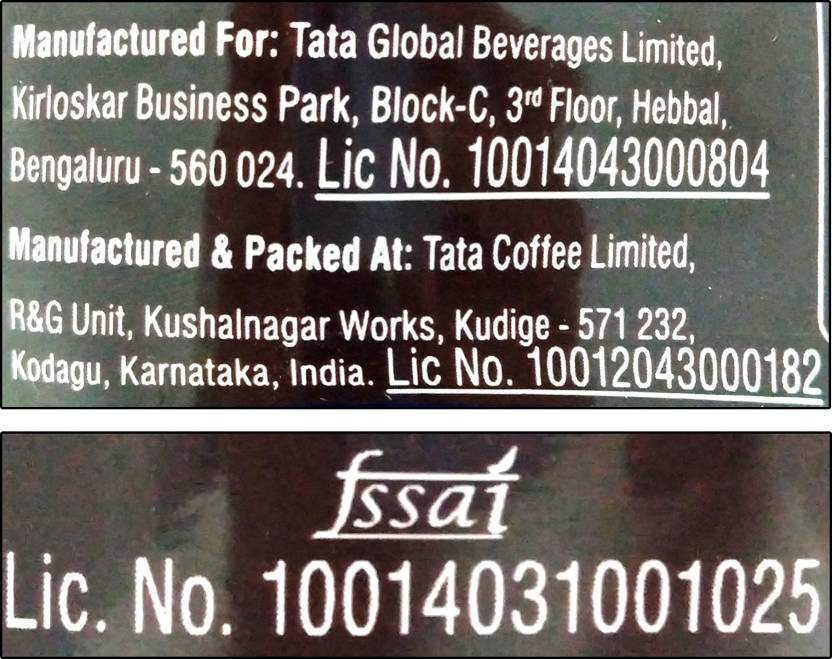 Manufactured For: Tata Global Beverages Limited,
Kirloskar Business Park, Block-C, 3rd Floor, Hebbal,
Bengaluru - 560 024. Lic No. 10014043000804
Manufactured & Packed At: Tata Coffee Limited,
R&G Unit, Kushalnagar Works, Kudige - 571 232,
Kodagu, Karnataka, India. Lic No. 10012043000182
fssai
Lic. No. 10014031001025